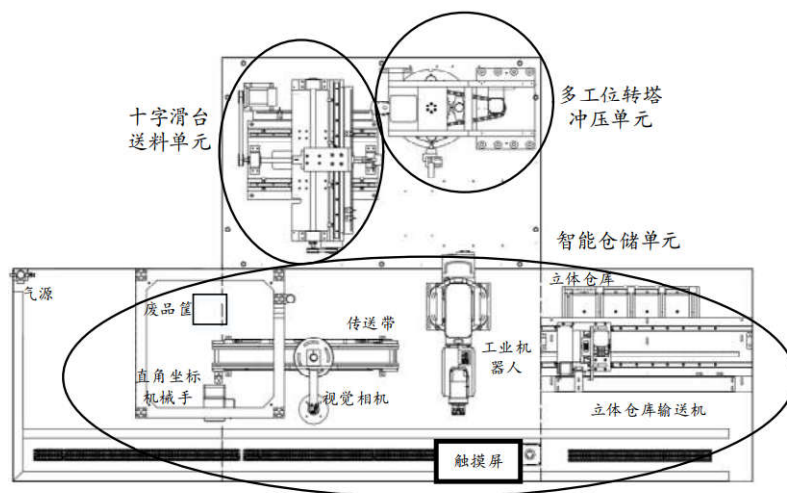 十字滑台
送料单元
多工位转塔
冲压单元
智能仓储单元
气源
废品筐
传送带
立体仓库
工业机
器人
直角坐标
机械手
视觉相机
立体仓库输送机
触摸屏